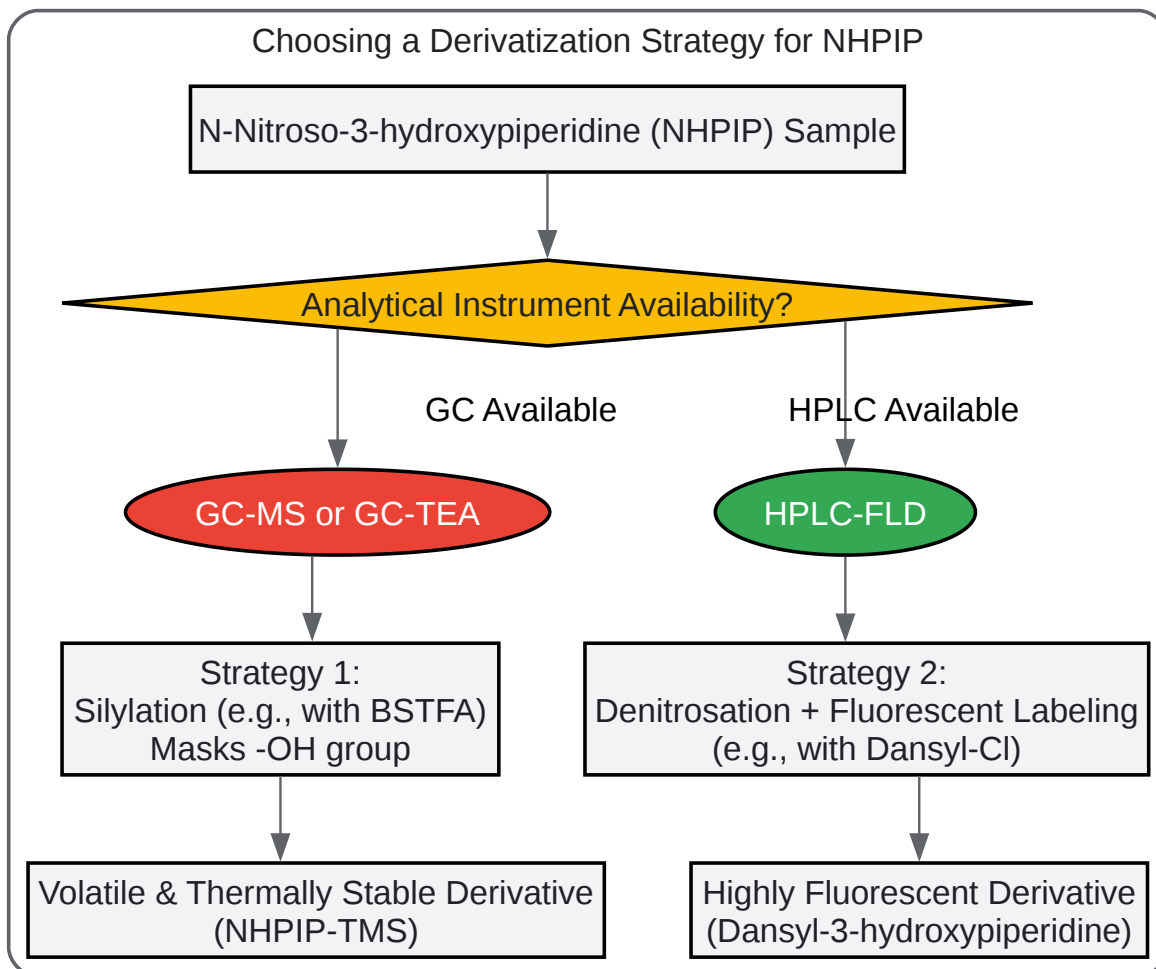 Choosing a Derivatization Strategy for NHPIP
N-Nitroso-3-hydroxypiperidine (NHPIP) Sample
Analytical Instrument Availability?
GC Available
HPLC Available
GC-MS or GC-TEA
HPLC-FLD
Strategy 1:
Silylation (e.g., with BSTFA)
Masks -OH group
Strategy 2:
Denitrosation + Fluorescent Labeling
(e.g., with Dansyl-Cl)
Volatile & Thermally Stable Derivative
(NHPIP-TMS)
Highly Fluorescent Derivative
(Dansyl-3-hydroxypiperidine)